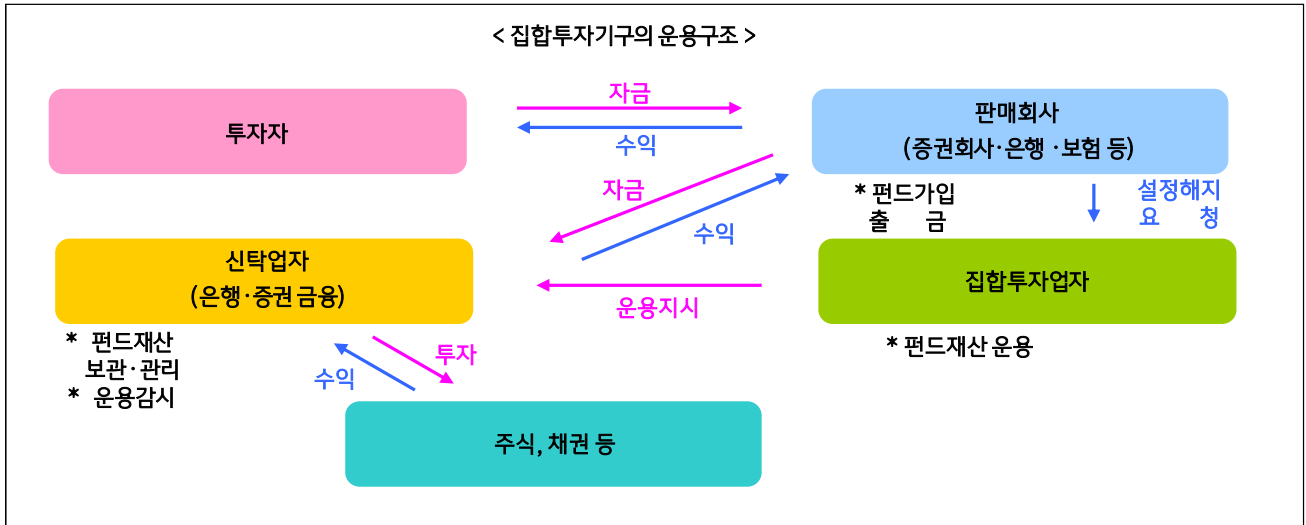 < 집합투자기구의 운용구조 >
자금
투자자
수익
판매회사
(증권회사·은행 ·보험 등)
자금
수익
* 펀드가입
출 금
설정해지
요 청
신탁업자
(은행·증권 금융)
운용지시
집합투자업자
* 펀드재산
보관·관리
* 운용감시
* 펀드재산 운용
투자
수익
주식, 채권 등